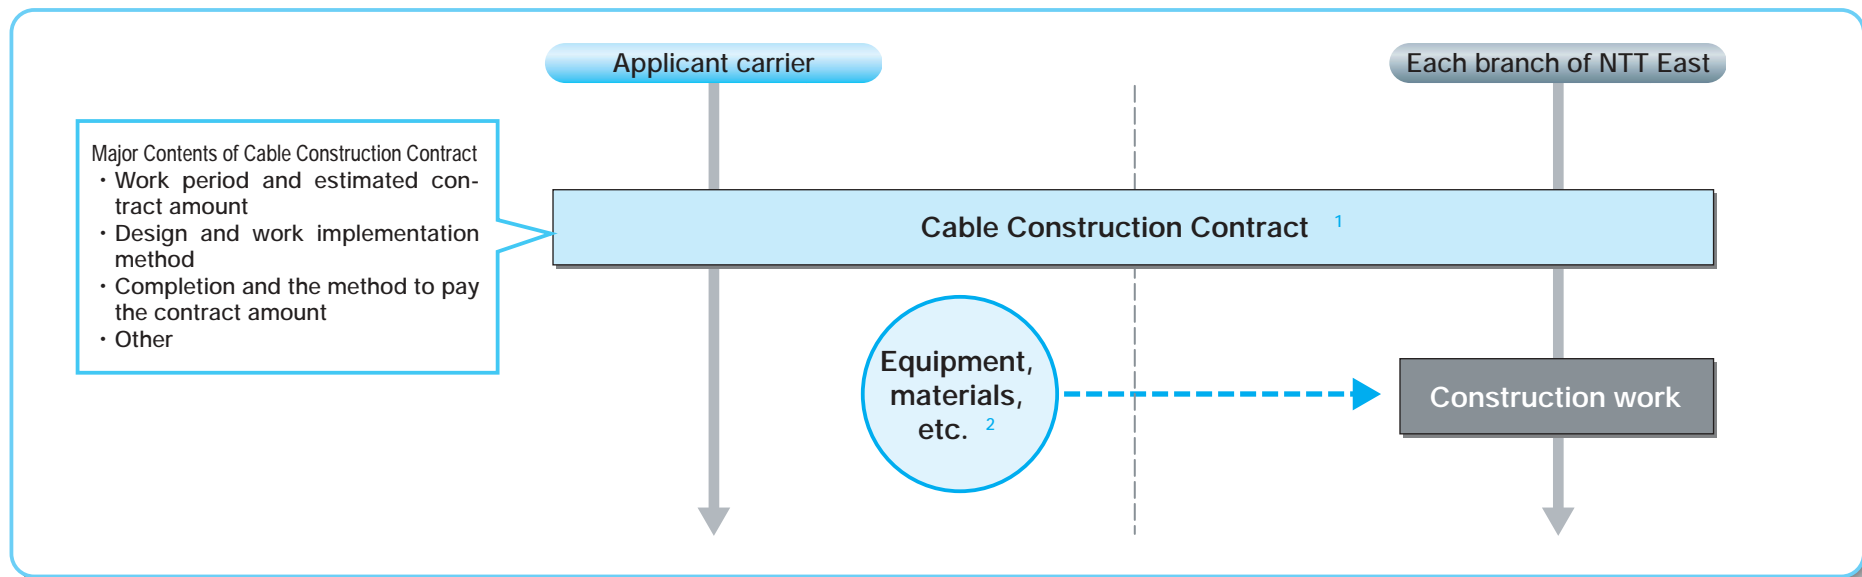 Applicant carrier
Each branch of NTT East
Major Contents of Cable Construction Contract
・Work period and estimated con-
tract amount
・Design and work implementation
method
・Completion and the method to pay
the contract amount
・Other
Cable Construction Contract 1
Equipment,
materials,
etc. 2
Construction work